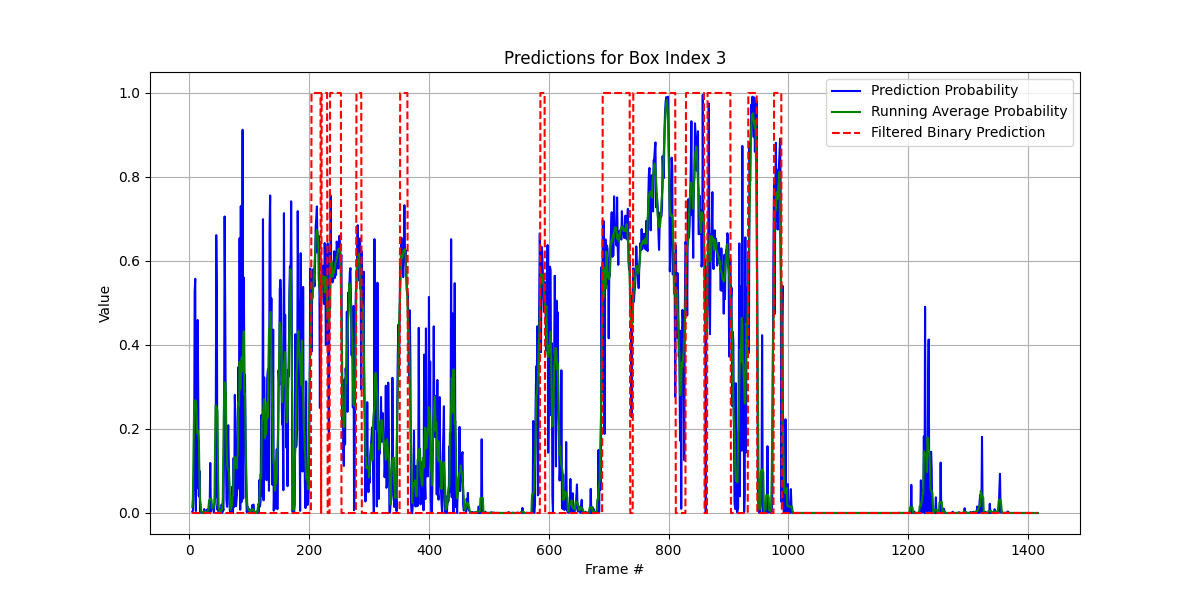 Predictions for Box Index 3
Prediction Probability
Running Average Probability
Filtered Binary Prediction
Value
1.0
0.8
0.6
0.4
0.2
0.0
0 200 400 600 800 1000 1200 1400
Frame #